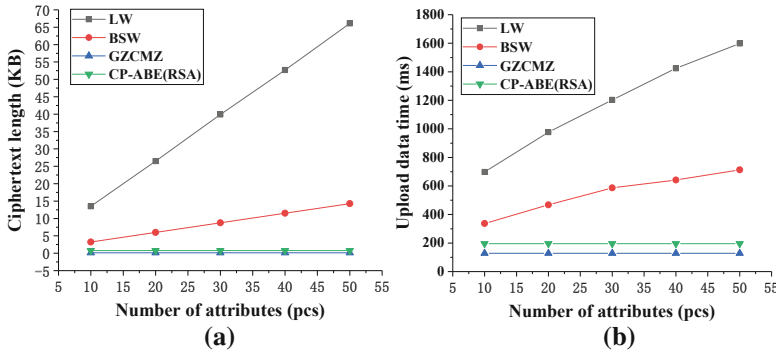 LW
BSW
GZCMZ
CP-ABE(RSA)
Ciphertext length (KB)
70
65
60
55
50
45
40
35
30
25
20
15
10
5
0
-5
5 10 15 20 25 30 35 40 45 50 55
Number of attributes (pcs)
(a)
LW
BSW
GZCMZ
CP-ABE(RSA)
Upload data time (ms)
1800
1600
1400
1200
1000
800
600
400
200
0
5 10 15 20 25 30 35 40 45 50 55
Number of attributes (pcs)
(b)